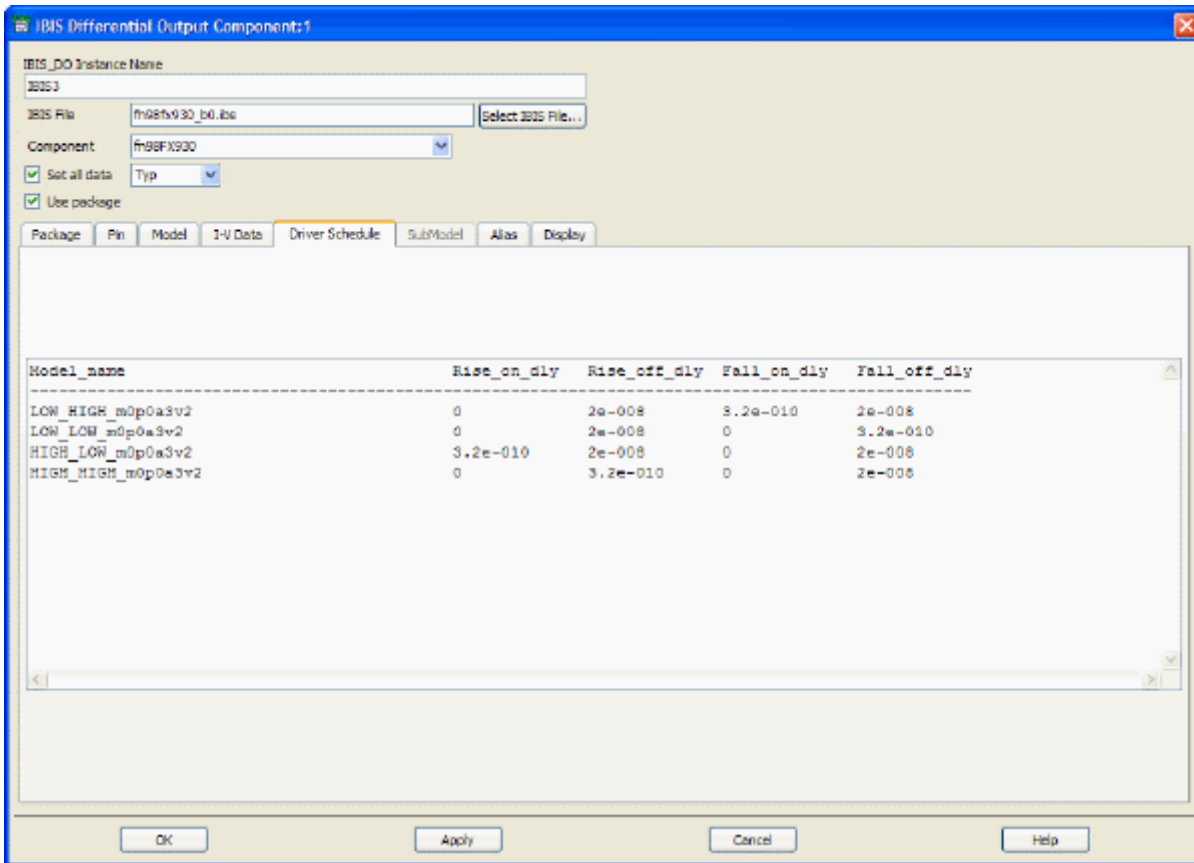 IBIS Differential Output Component:1
IBIS_DO Instance Name
IBIS3
IBIS File fn98fx930_b0.ibs Select IBIS File...
Component fn98FX930
Set all data Typ
Use package
Package Pin Model I-V Data Driver Schedule SubModel Alias Display
Model_name Rise_on_dly Rise_off_dly Fall_on_dly Fall_off_dly
LOW_HIGH_m0p0a3v2 0 2e-008 3.2e-010 2e-008
LOW_LOW_m0p0a3v2 0 2e-008 0 3.2e-010
HIGH_LOW_m0p0a3v2 3.2e-010 2e-008 0 2e-008
HIGH_HIGH_m0p0a3v2 0 3.2e-010 0 2e-008
OK Apply Cancel Help